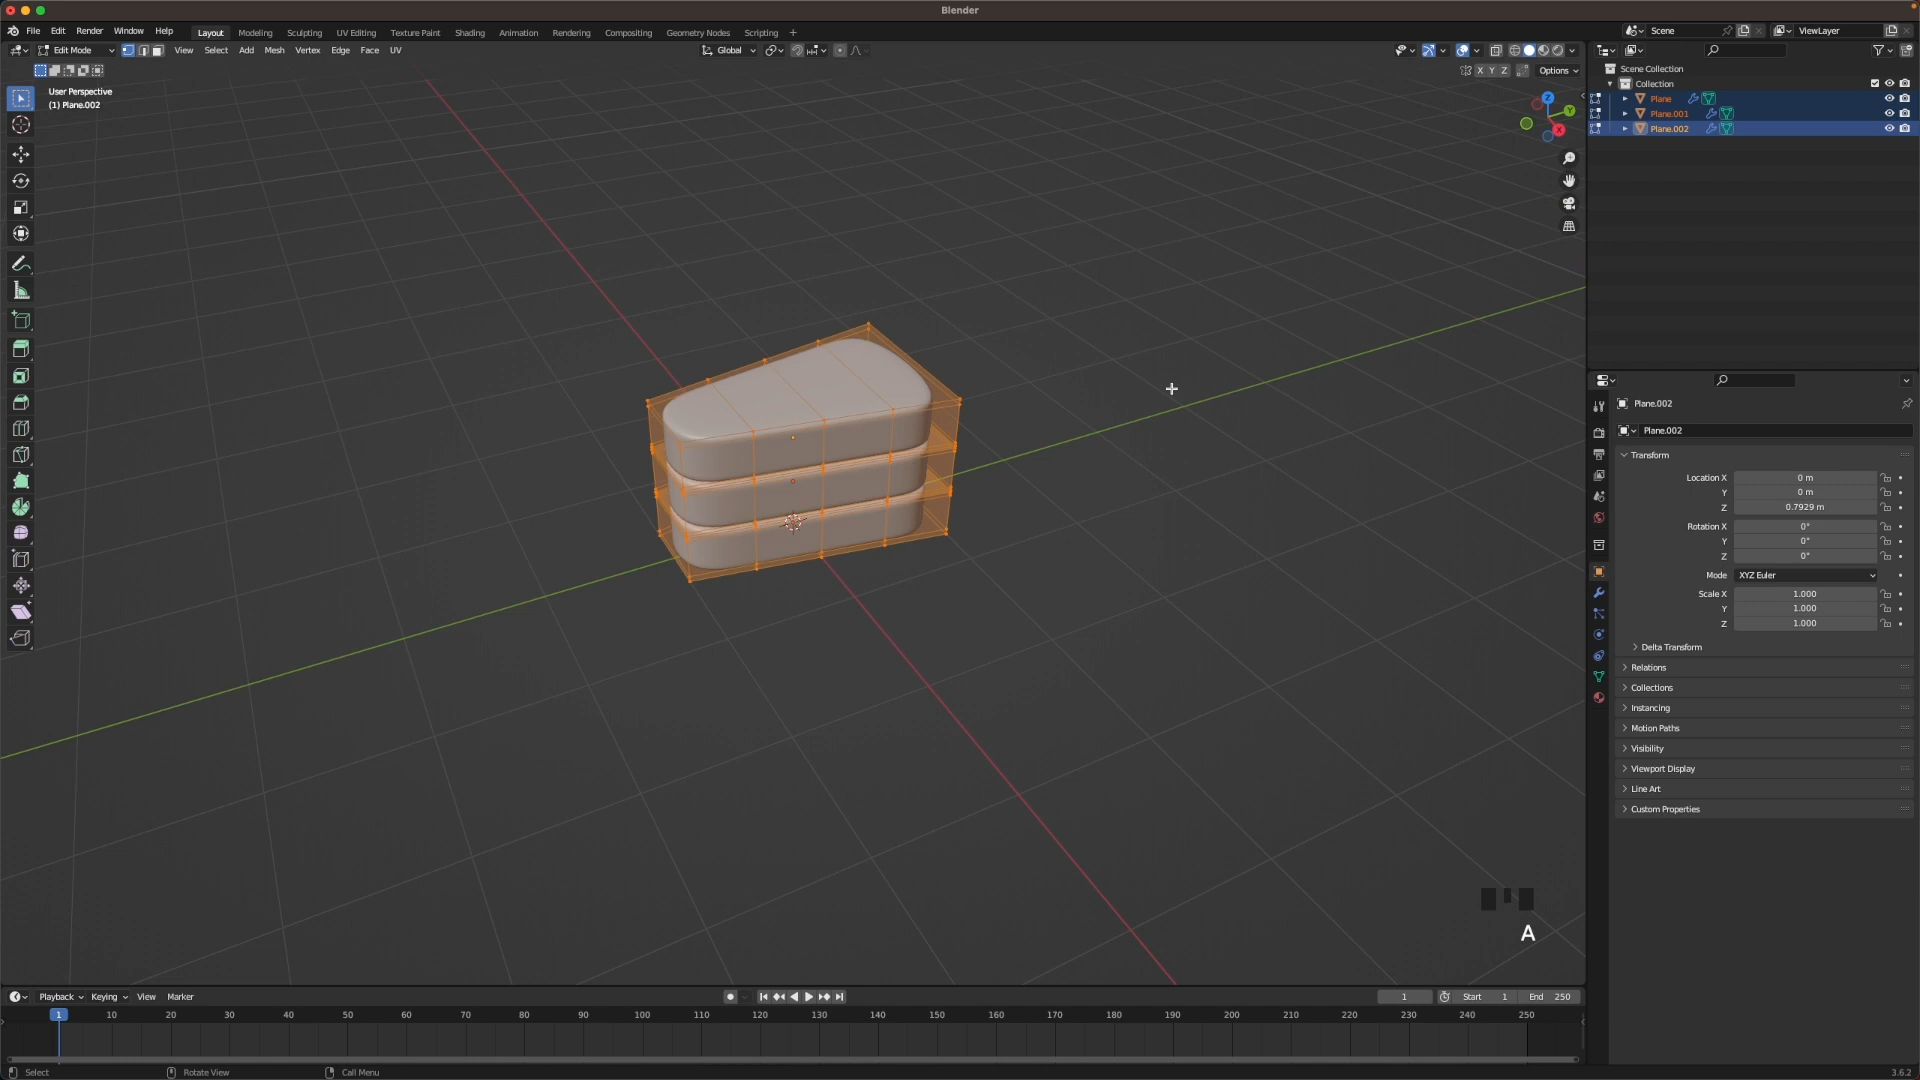 Blender
File Edit Render Window Help
Layout Modeling Sculpting UV Editing Texture Paint Shading Animation Rendering Compositing Geometry Nodes Scripting +
Scene
ViewLayer
Edit Mode View Select Add Mesh Vertex Edge Face UV
Global
X Y Z Options
User Perspective
(1) Plane.002
Z
Y
X
Scene Collection
Collection
Plane
Plane.001
Plane.002
Plane.002
Plane.002
Transform
Location X 0 m
Y 0 m
Z 0.7929 m
Rotation X 0°
Y 0°
Z 0°
Mode XYZ Euler
Scale X 1.000
Y 1.000
Z 1.000
Delta Transform
Relations
Collections
Instancing
Motion Paths
Visibility
Viewport Display
Line Art
Custom Properties
A
Playback Keying View Marker
1 Start 1 End 250
1 10 20 30 40 50 60 70 80 90 100 110 120 130 140 150 160 170 180 190 200 210 220 230 240 250
Select Rotate View Call Menu
3.6.2